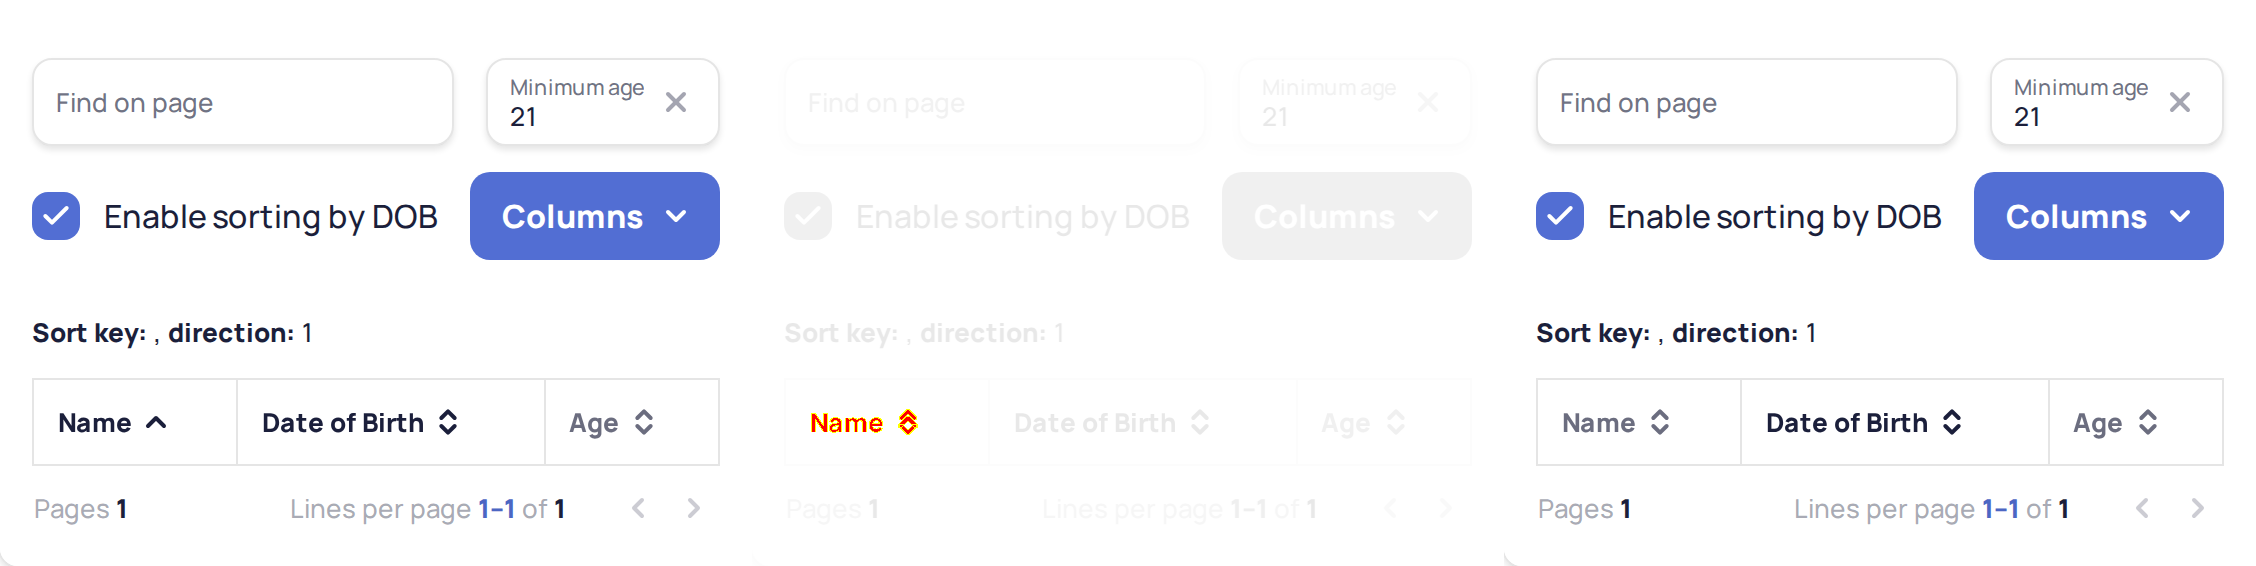 Find on page
Minimum age
21
Enable sorting by DOB
Columns
Sort key: , direction: 1
Name Date of Birth Age
Pages 1 Lines per page 1–1 of 1
Find on page
Minimum age
21
Enable sorting by DOB
Columns
Sort key: , direction: 1
Name Date of Birth Age
Pages 1 Lines per page 1–1 of 1
Find on page
Minimum age
21
Enable sorting by DOB
Columns
Sort key: , direction: 1
Name Date of Birth Age
Pages 1 Lines per page 1–1 of 1